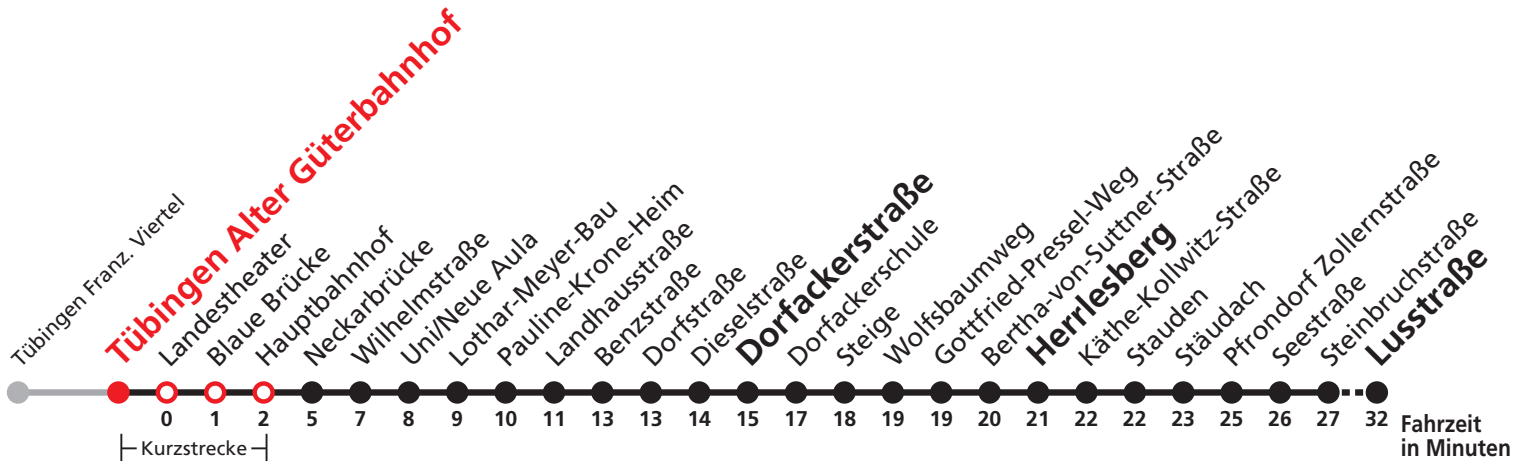 Tübingen Franz. Viertel
Tübingen Alter Güterbahnhof
Landestheater
Blaue Brücke
Hauptbahnhof
Neckarbrücke
Wilhelmstraße
Uni/Neue Aula
Lothar-Meyer-Bau
Pauline-Krone-Heim
Landhausstraße
Benzstraße
Dorfstraße
Dieselstraße
Dorfackerstraße
Dorfackerschule
Steige
Wolfsbaumweg
Gottfried-Pressel-Weg
Bertha-von-Suttner-Straße
Herrlesberg
Käthe-Kollwitz-Straße
Stauden
Stäudach
Pfrondorf Zollernstraße
Seestraße
Steinbruchstraße
Lusstraße
0 1 2 5 7 8 9 10 11 13 13 14 15 17 18 19 19 20 21 22 22 23 25 26 27 32
Fahrzeit
in Minuten
Kurzstrecke